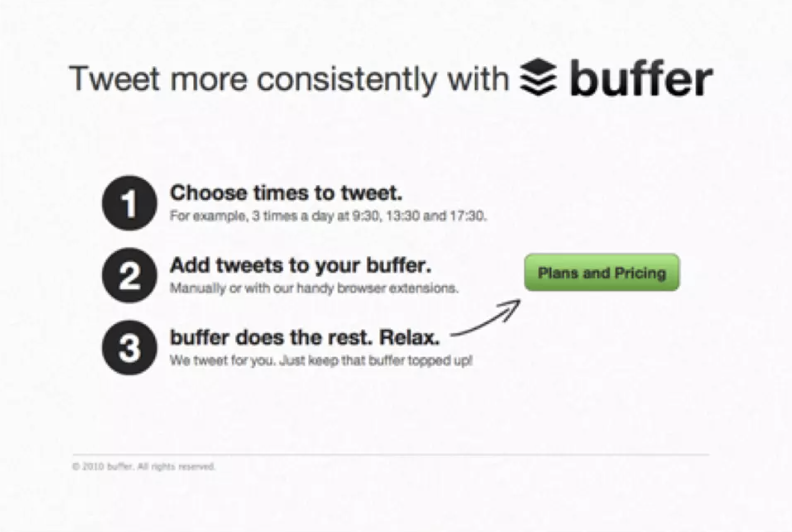 Tweet more consistently with buffer
1 Choose times to tweet.
For example, 3 times a day at 9:30, 13:30 and 17:30.
2 Add tweets to your buffer.
Manually or with our handy browser extensions.
Plans and Pricing
3 buffer does the rest. Relax.
We tweet for you. Just keep that buffer topped up!
© 2010 buffer. All rights reserved.